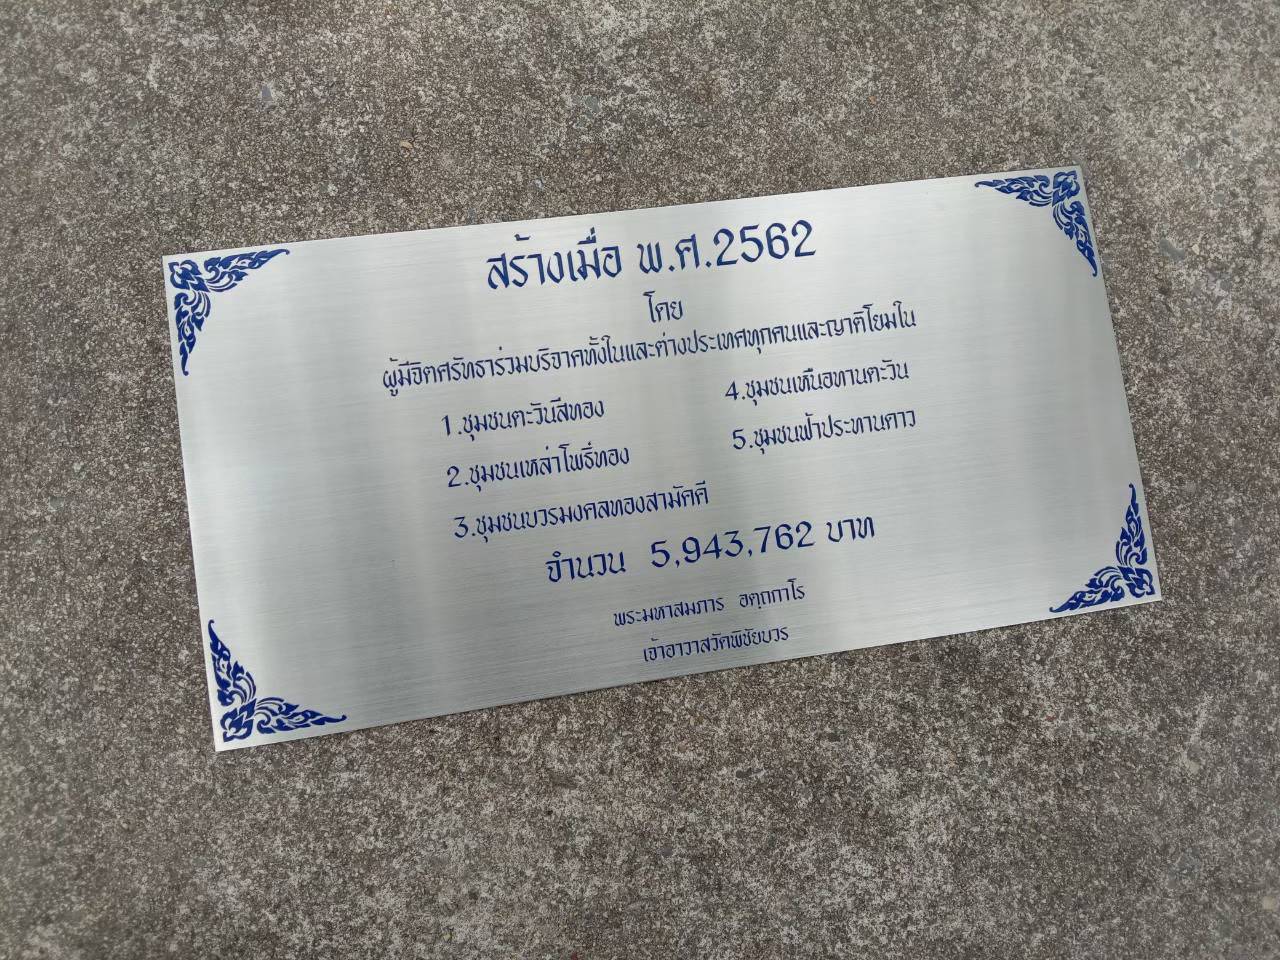 สร้างเมื่อ พ.ศ.2562
โดย
ผู้มีจิตศรัทธาร่วมบริจาคทั้งในและต่างประเทศทุกคนและญาติโยมใน
1.ชุมชนตะวันสีทอง
2.ชุมชนเหล่าโพธิ์ทอง
3.ชุมชนบวรมงคลทองสามัคคี
4.ชุมชนเหนือทานตะวัน
5.ชุมชนฟ้าประทานดาว
จำนวน 5,943,762 บาท
พระมหาสมภาร อตฺถกาโร
เจ้าอาวาสวัดพิชัยบวร